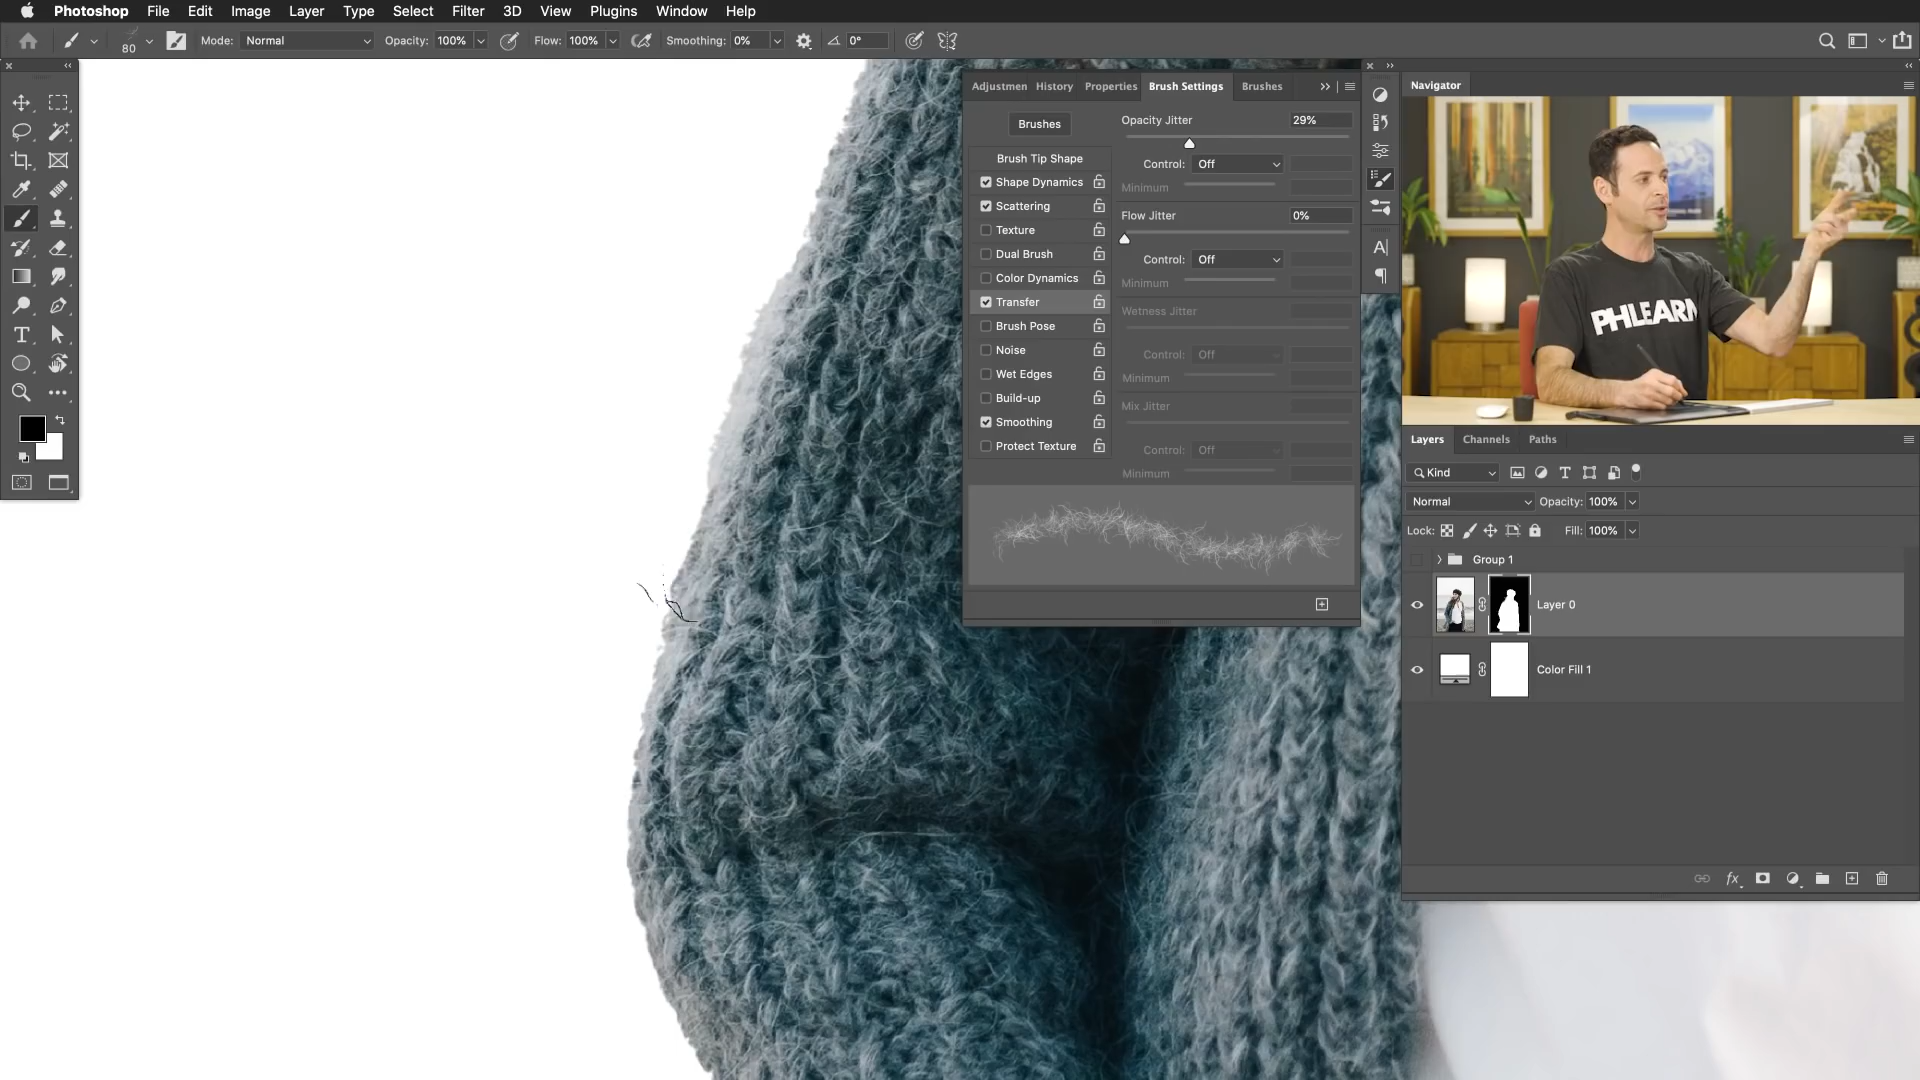 Photoshop File Edit Image Layer Type Select Filter 3D View Plugins Window Help
80 Mode: Normal Opacity: 100% Flow: 100% Smoothing: 0% 0°
Adjustmen History Properties Brush Settings Brushes
Brushes
Brush Tip Shape
Shape Dynamics
Scattering
Texture
Dual Brush
Color Dynamics
Transfer
Brush Pose
Noise
Wet Edges
Build-up
Smoothing
Protect Texture
Opacity Jitter 29%
Control: Off
Minimum
Flow Jitter 0%
Control: Off
Minimum
Wetness Jitter
Control: Off
Minimum
Mix Jitter
Control: Off
Minimum
Navigator
PHLEARN
Layers Channels Paths
Kind
Normal Opacity: 100%
Lock: Fill: 100%
Group 1
Layer 0
Color Fill 1
fx